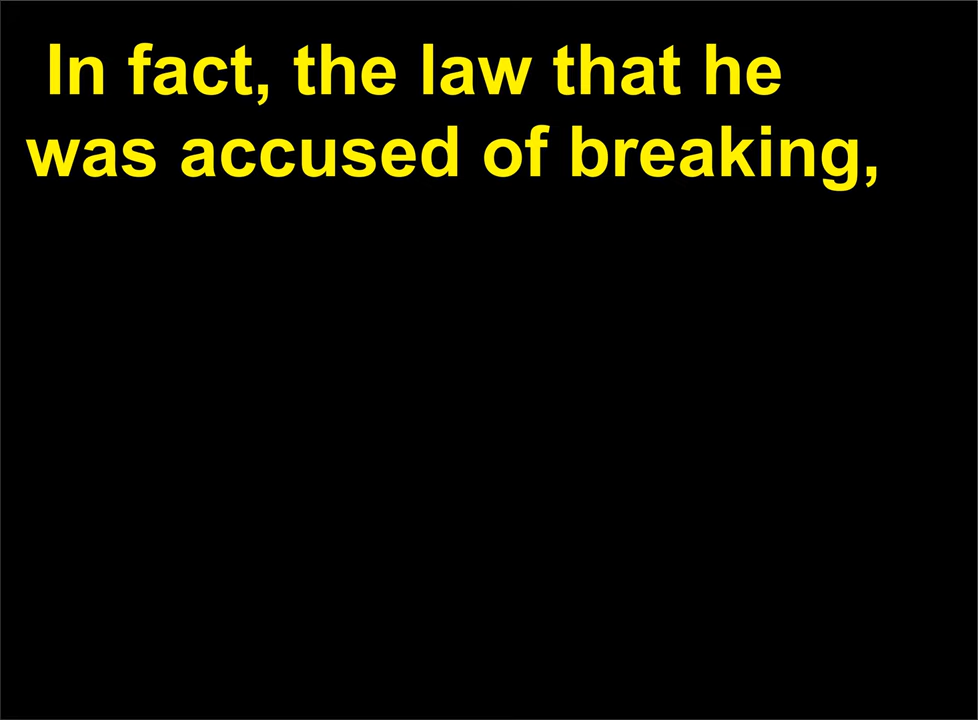 In fact, the law that he
was accused of breaking,